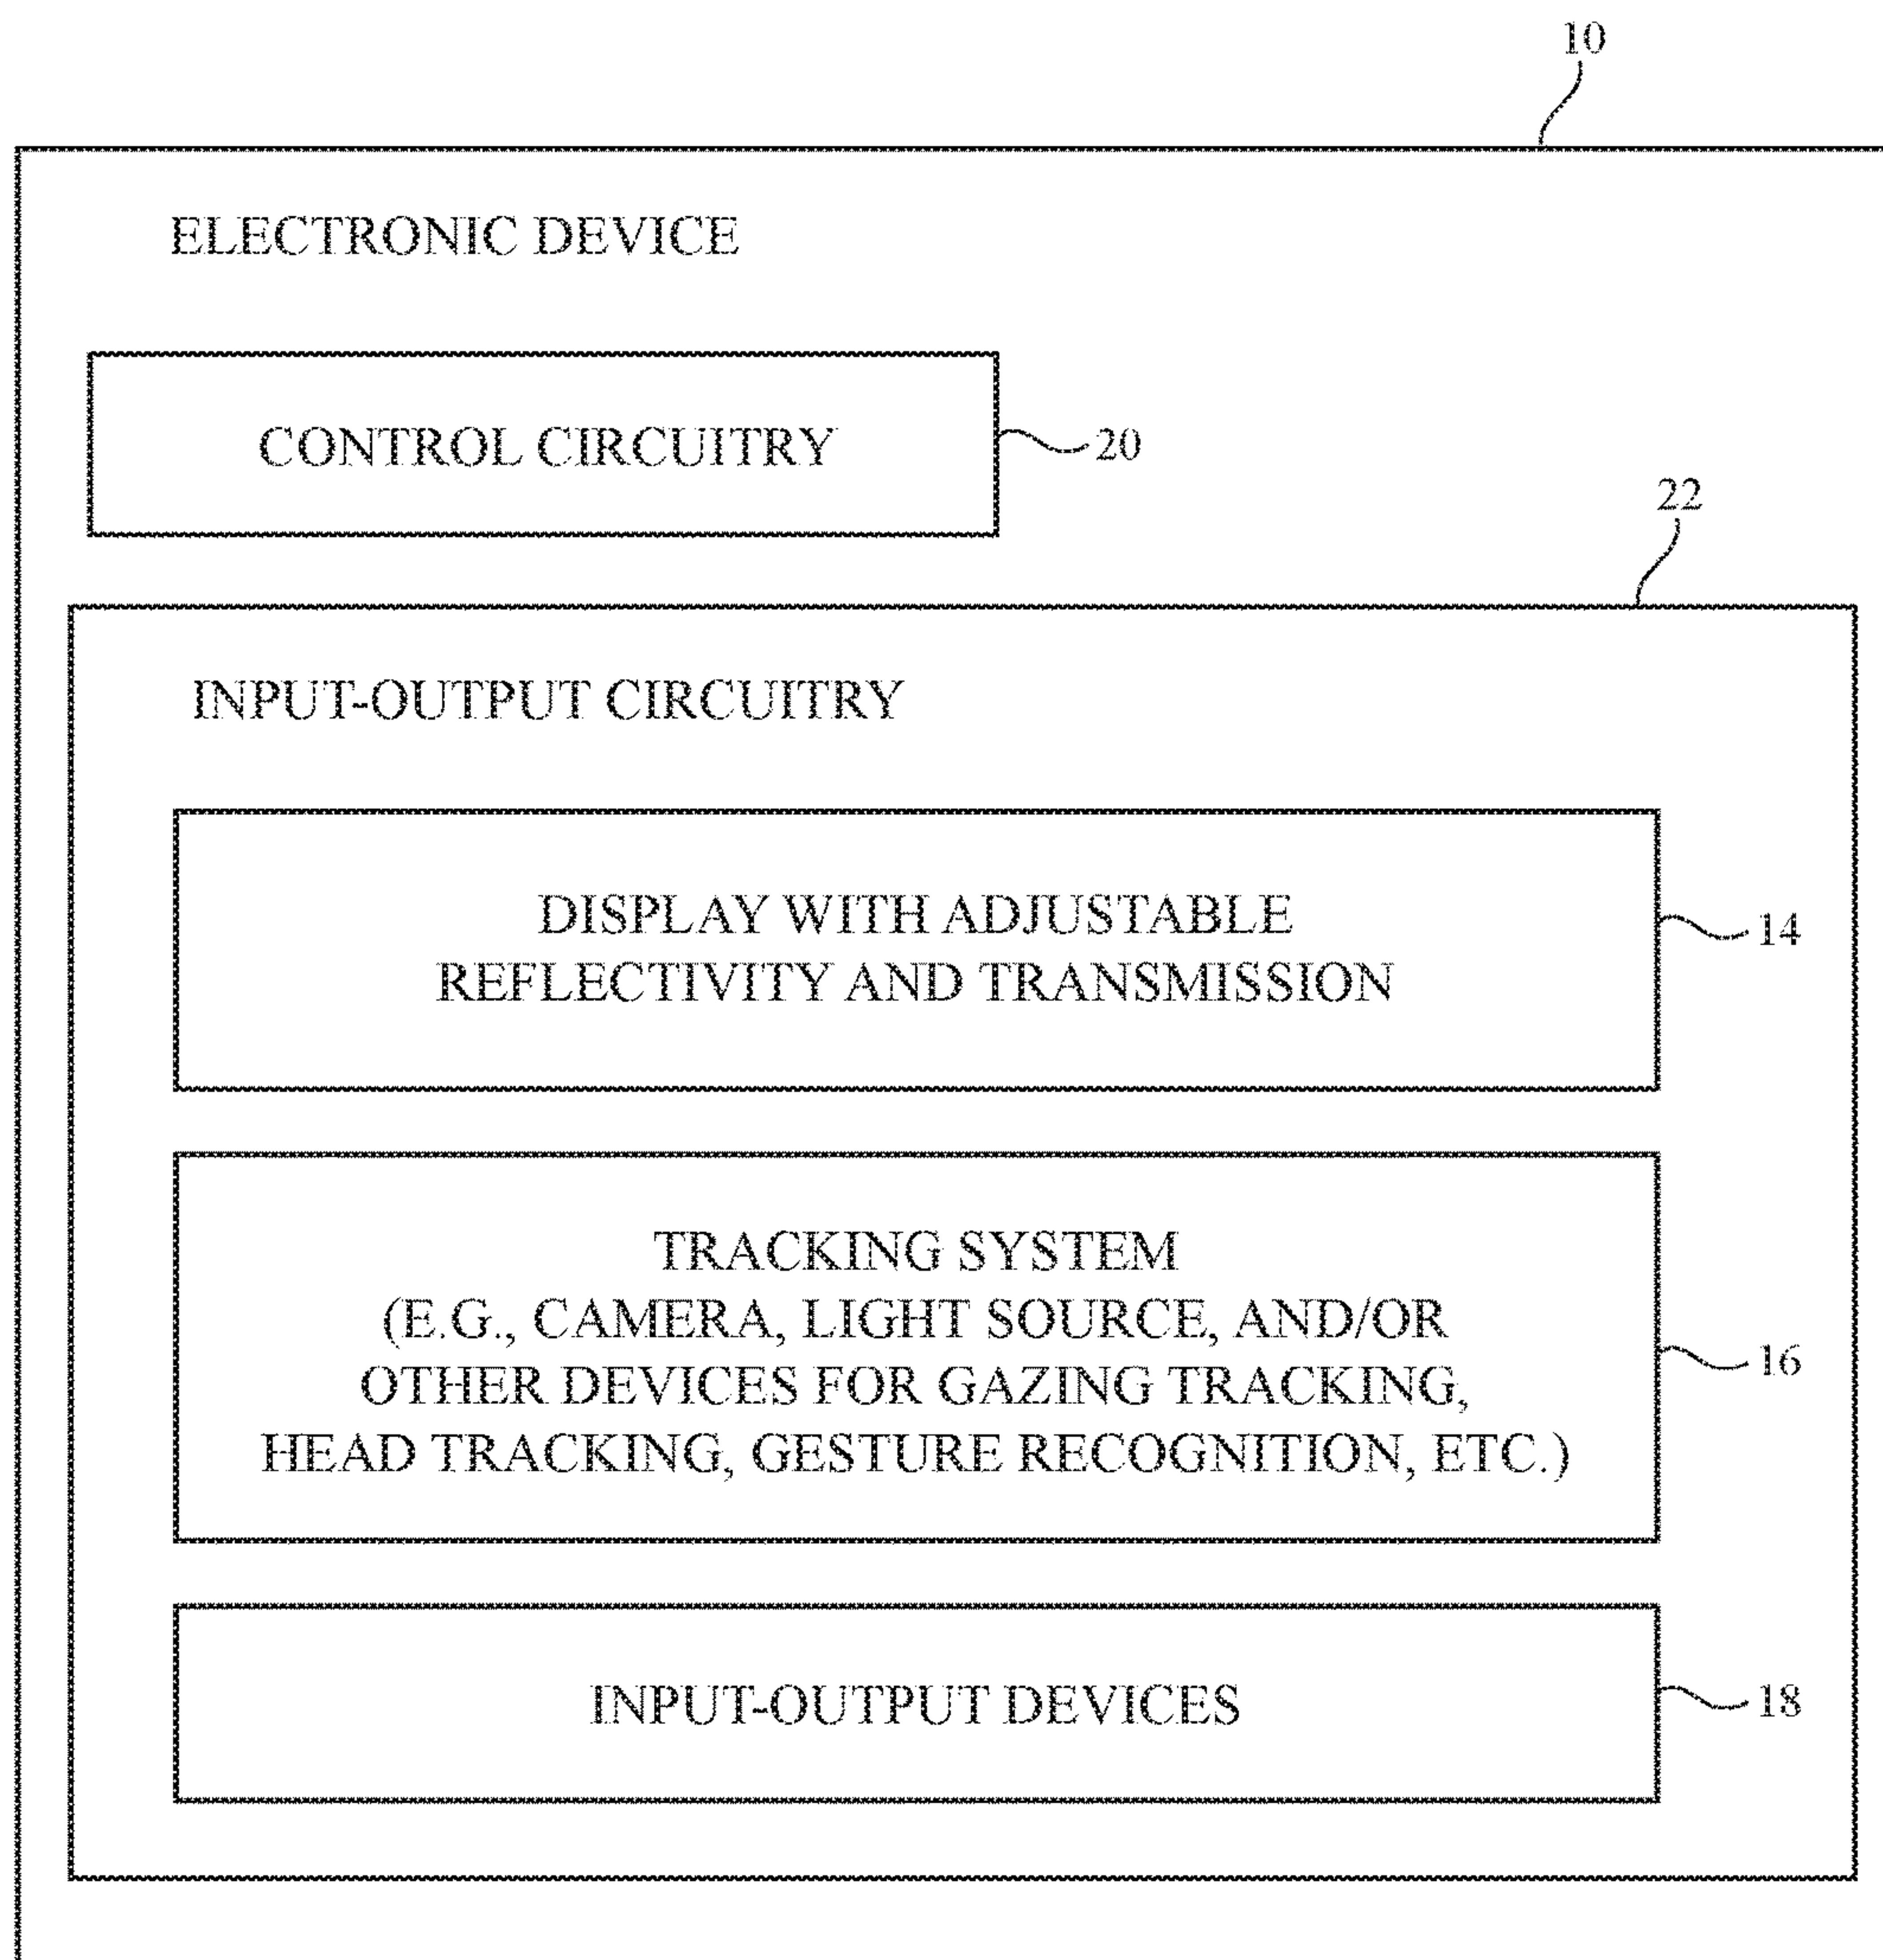 10
ELECTRONIC DEVICE
CONTROL CIRCUITRY
20
22
INPUT-OUTPUT CIRCUITRY
DISPLAY WITH ADJUSTABLE
REFLECTIVITY AND TRANSMISSION
14
TRACKING SYSTEM
(E.G., CAMERA, LIGHT SOURCE, AND/OR
OTHER DEVICES FOR GAZING TRACKING,
HEAD TRACKING, GESTURE RECOGNITION, ETC.)
16
INPUT-OUTPUT DEVICES
18